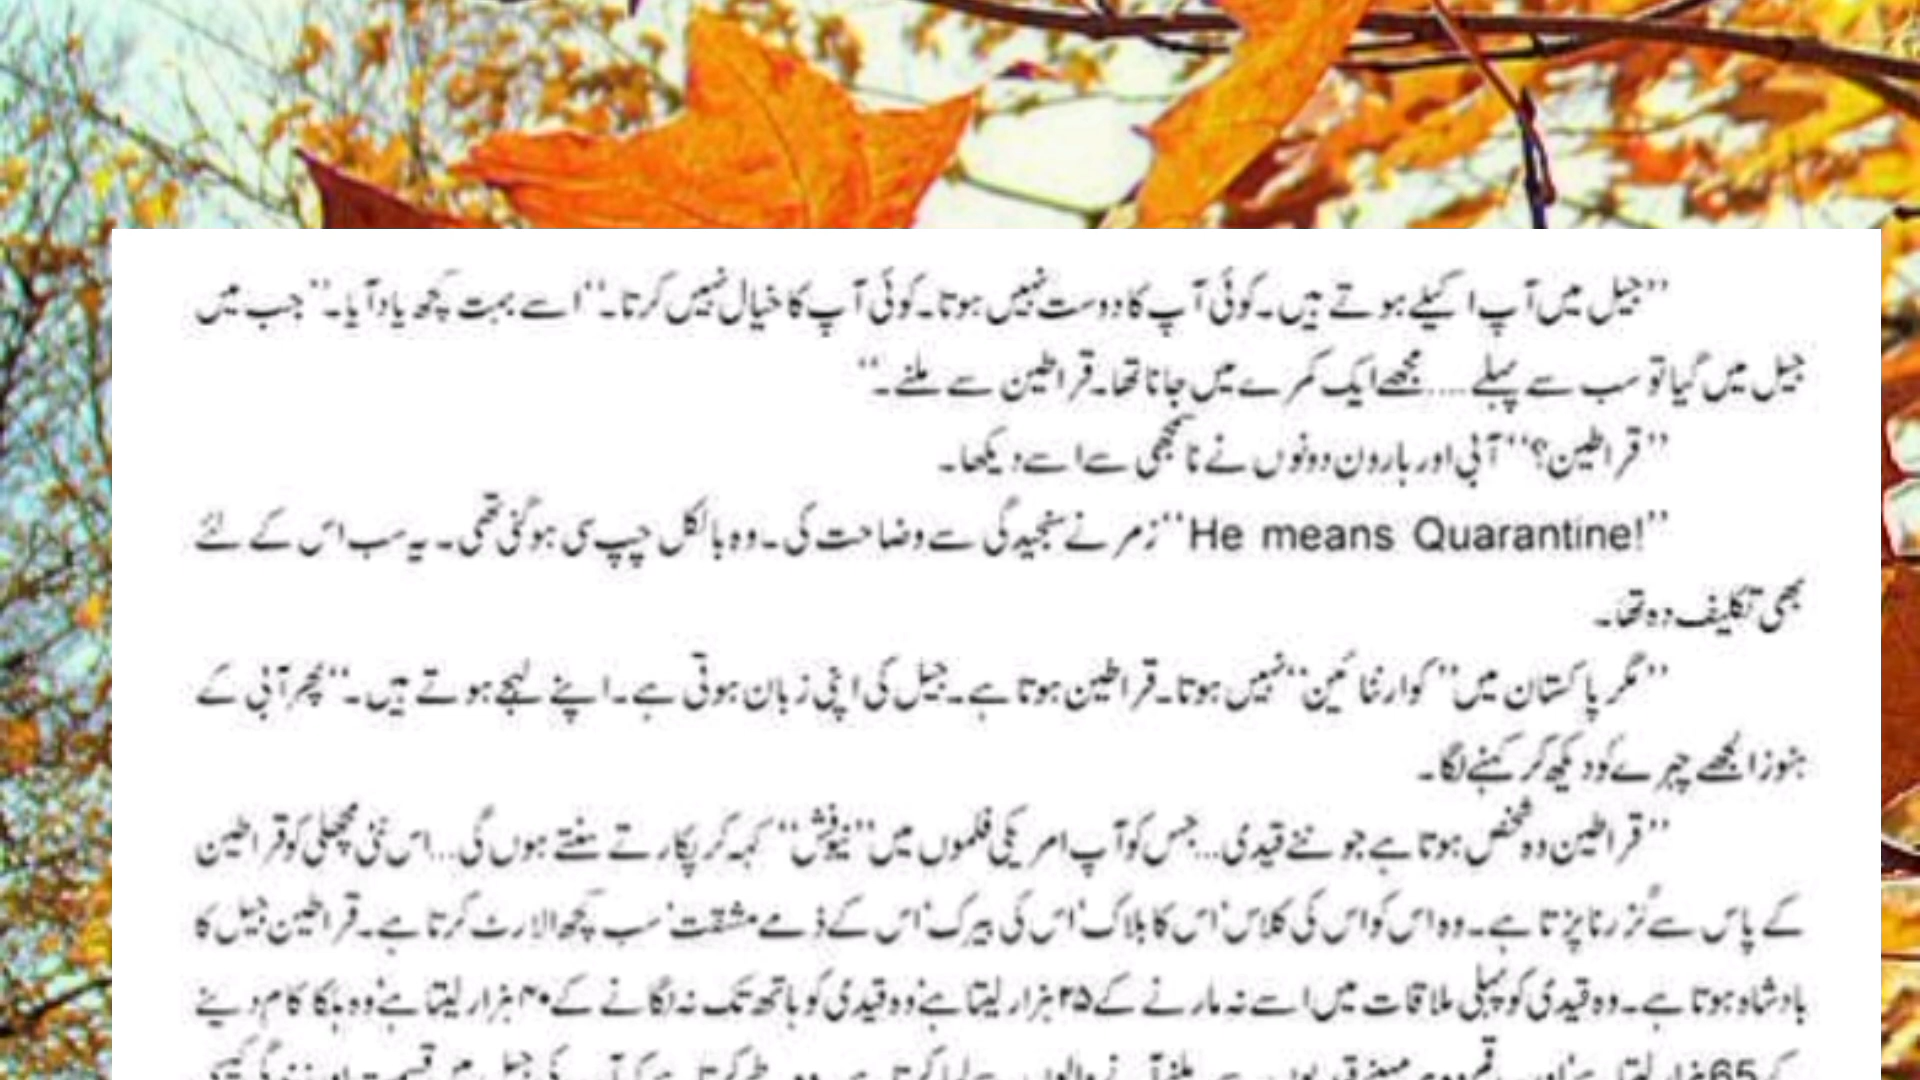 ’’جیل میں آپ اکیلے ہوتے ہیں۔کوئی آپ کا دوست نہیں ہوتا۔کوئی آپ کا خیال نہیں کرتا۔‘‘اسے بہت کچھ یاد آیا۔’’جب میں
جیل میں گیا تو سب سے پہلے.....مجھے ایک کمرے میں جانا تھا۔قراطین سے ملنے۔‘‘
’’قراطین؟‘‘آبی اور ہارون دونوں نے ناسمجھی سے اسے دیکھا۔
’’He means Quarantine!‘‘زمر نے سنجیدگی سے وضاحت کی۔وہ بالکل چپ سی ہو گئی تھی۔یہ سب اس کے لئے
بھی تکلیف دہ تھا۔
’’مگر پاکستان میں’’کوارنٹائین‘‘نہیں ہوتا۔قراطین ہوتا ہے۔جیل کی اپنی زبان ہوتی ہے۔اپنے لہجے ہوتے ہیں۔‘‘پھر آبی کے
ہنوز الجھے چہرے کو دیکھ کر کہنے لگا۔
’’قراطین وہ شخص ہوتا ہے جو نئے قیدی...جس کو آپ امریکی فلموں میں’’نیوفِش‘‘کہہ کر پکارتے سنتے ہوں گی...اس نئی مچھلی کو قراطین
کے پاس سے گزرنا پڑتا ہے۔وہ اس کو اس کی کلاس‘اس کا بلاک‘اس کی بیرک‘اس کے ذمے مشقت‘سب کچھ الارٹ کرتا ہے۔قراطین جیل کا
بادشاہ ہوتا ہے۔وہ قیدی کو پہلی ملاقات میں اسے نہ مارنے کے ۲۵ ہزار لیتا ہے‘وہ قیدی کو ہاتھ تک نہ لگانے کے ۴۰ ہزار لیتا ہے‘وہ ہلکا کام دینے
کے 65 ہزار لیتا ہے